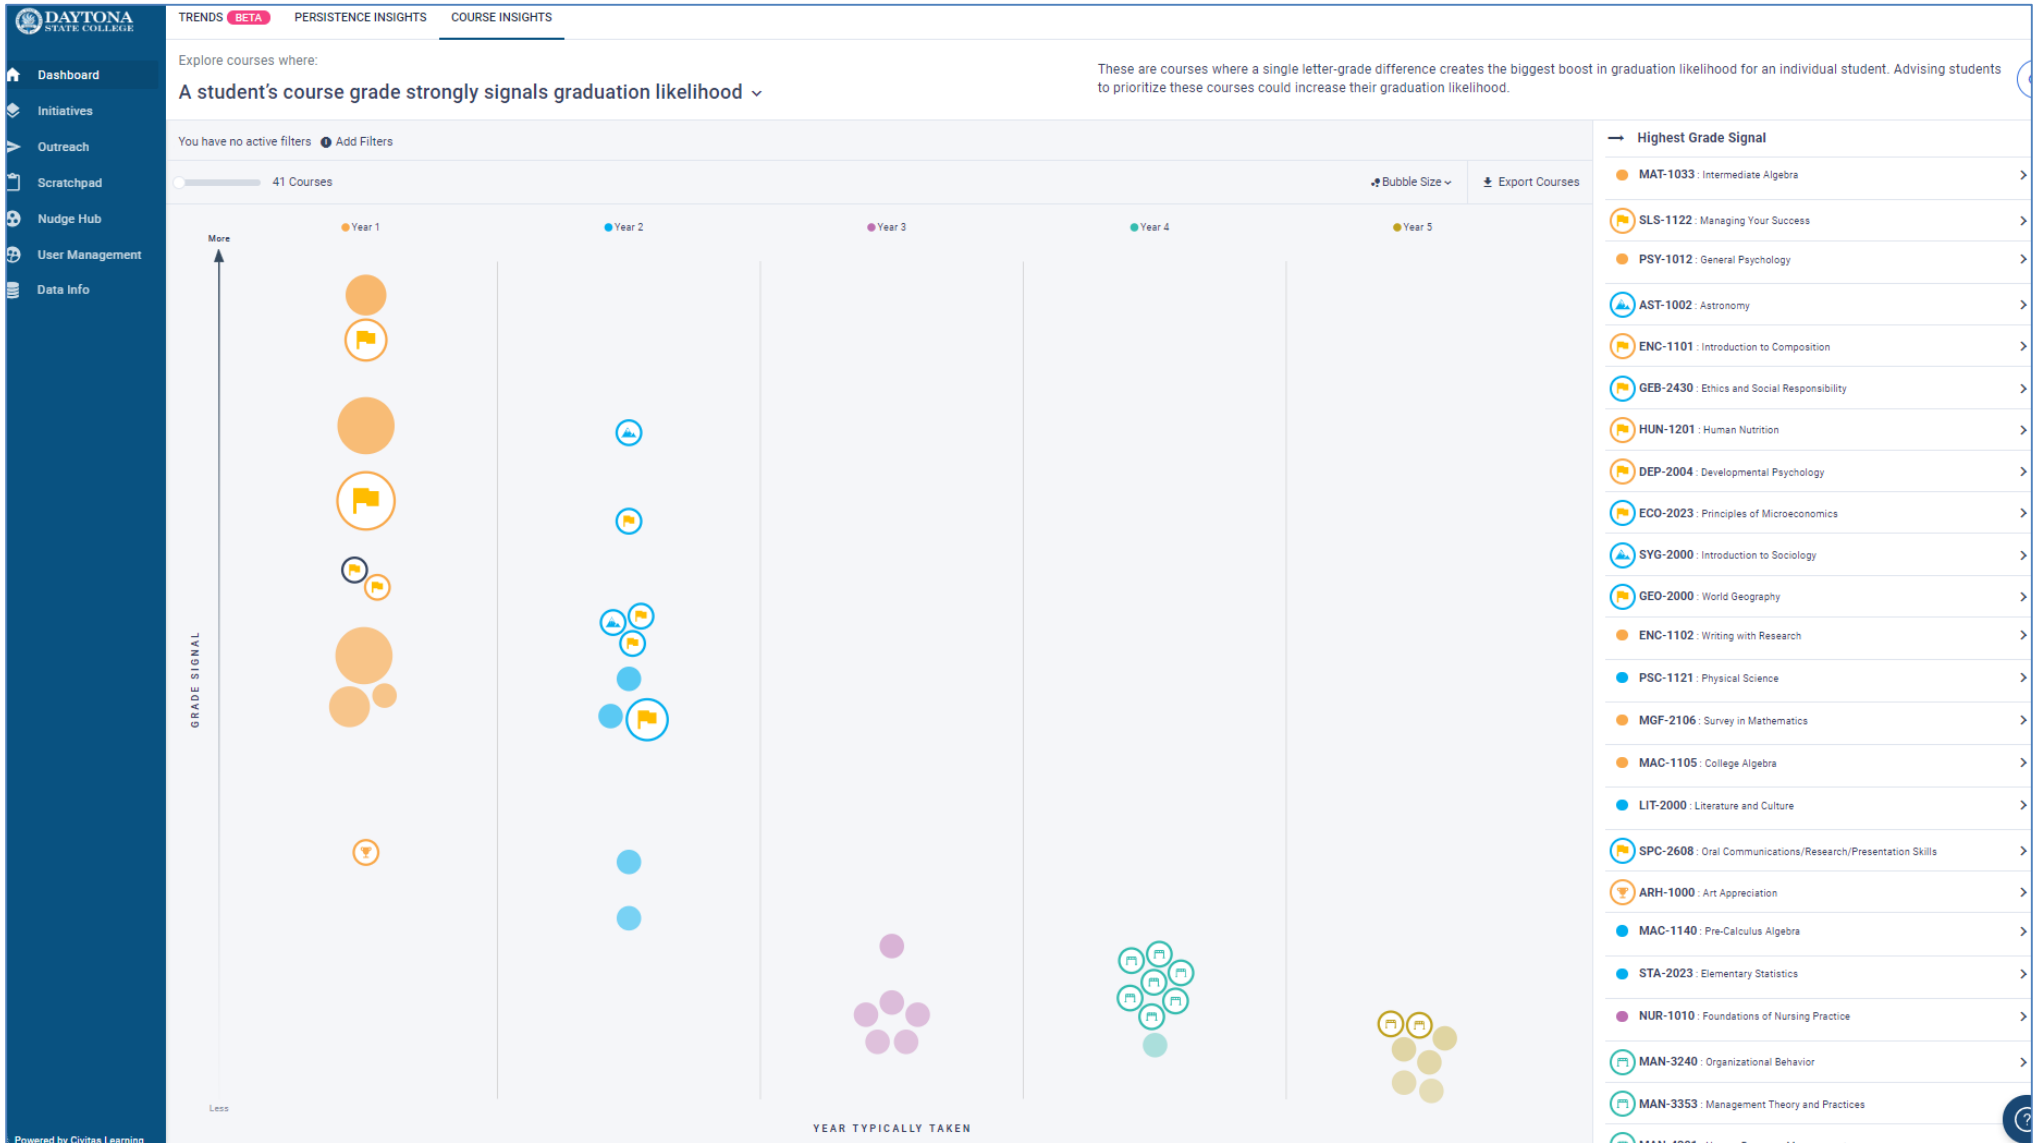 DAYTONA
STATE COLLEGE
TRENDS BETA PERSISTENCE INSIGHTS COURSE INSIGHTS
Dashboard
Initiatives
Outreach
Scratchpad
Nudge Hub
User Management
Data Info
Powered by Civitas Learning
Explore courses where:
A student's course grade strongly signals graduation likelihood
These are courses where a single letter-grade difference creates the biggest boost in graduation likelihood for an individual student. Advising students
to prioritize these courses could increase their graduation likelihood.
You have no active filters Add Filters
41 Courses
Bubble Size
Export Courses
Year 1
Year 2
Year 3
Year 4
Year 5
More
GRADE SIGNAL
Less
YEAR TYPICALLY TAKEN
Highest Grade Signal
MAT-1033 : Intermediate Algebra
SLS-1122 : Managing Your Success
PSY-1012 : General Psychology
AST-1002 : Astronomy
ENC-1101 : Introduction to Composition
GEB-2430 : Ethics and Social Responsibility
HUN-1201 : Human Nutrition
DEP-2004 : Developmental Psychology
ECO-2023 : Principles of Microeconomics
SYG-2000 : Introduction to Sociology
GEO-2000 : World Geography
ENC-1102 : Writing with Research
PSC-1121 : Physical Science
MGF-2106 : Survey in Mathematics
MAC-1105 : College Algebra
LIT-2000 : Literature and Culture
SPC-2608 : Oral Communications/Research/Presentation Skills
ARH-1000 : Art Appreciation
MAC-1140 : Pre-Calculus Algebra
STA-2023 : Elementary Statistics
NUR-1010 : Foundations of Nursing Practice
MAN-3240 : Organizational Behavior
MAN-3353 : Management Theory and Practices
?